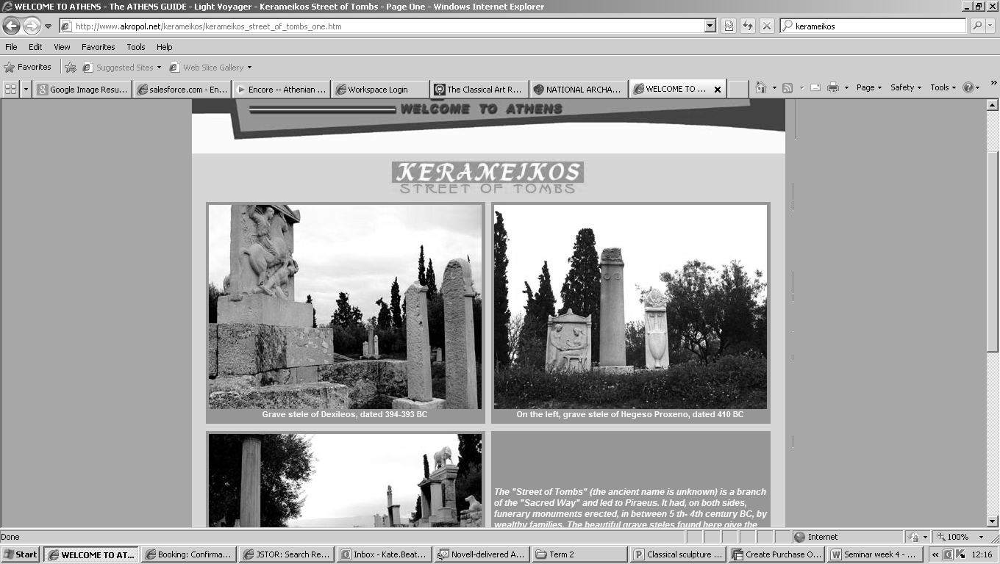 WELCOME TO ATHENS - The ATHENS GUIDE - Light Voyager - Kerameikos Street of Tombs - Page One - Windows Internet Explorer
http://www.akropol.net/kerameikos/kerameikos_street_of_tombs_one.htm
kerameikos
File Edit View Favorites Tools Help
Favorites Suggested Sites Web Slice Gallery
Google Image Resu... salesforce.com - En... Encore -- Athenian ... Workspace Login The Classical Art R... NATIONAL ARCHA... WELCOME TO ... Page Safety Tools
WELCOME TO ATHENS
KERAMEIKOS
STREET OF TOMBS
Grave stele of Dexileos, dated 394-393 BC
On the left, grave stele of Hegeso Proxeno, dated 410 BC
The "Street of Tombs" (the ancient name is unknown) is a branch
of the "Sacred Way" and led to Piraeus. It had, on both sides,
funerary monuments erected, in between 5 th- 4th century BC, by
wealthy families. The beautiful grave steles found here give the
Done Internet 100%
Start WELCOME TO AT... Booking: Confirma... JSTOR: Search Re... Inbox - Kate.Beat... Novell-delivered A... Term 2 Classical sculpture ... Create Purchase O... Seminar week 4 - ... 12:16